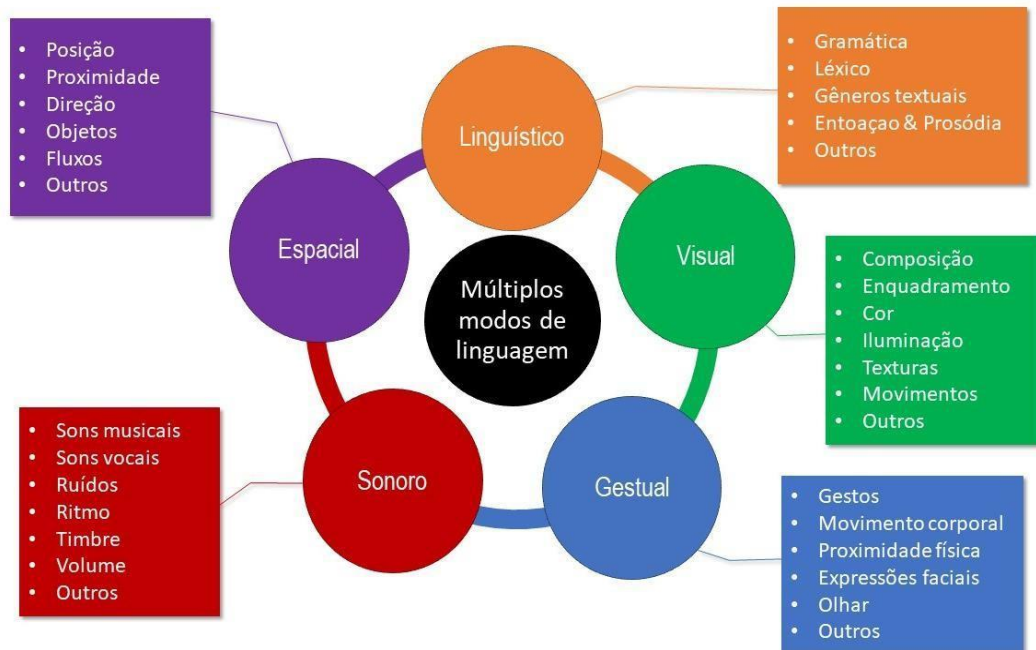 • Posição
• Proximidade
• Direção
• Objetos
• Fluxos
• Outros
Linguístico
• Gramática
• Léxico
• Gêneros textuais
• Entoaçao & Prosódia
• Outros
Espacial
Visual
• Composição
• Enquadramento
• Cor
• Iluminação
• Texturas
• Movimentos
• Outros
Múltiplos
modos de
linguagem
• Sons musicais
• Sons vocais
• Ruídos
• Ritmo
• Timbre
• Volume
• Outros
Sonoro
Gestual
• Gestos
• Movimento corporal
• Proximidade física
• Expressões faciais
• Olhar
• Outros